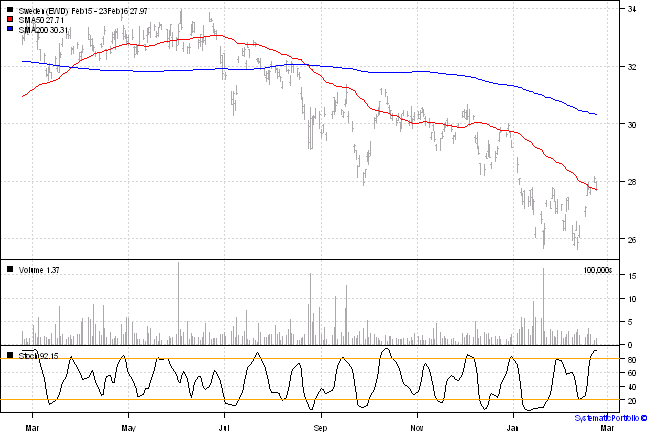 Sweden (EWD) Feb15 - 23Feb16 27.97
SMA50 27.71
SMA200 30.31
34
32
30
28
26
Volume 1.37
100,000s
15
10
5
0
Stoch 92.15
80
60
40
20
Mar May Jul Sep Nov Jan Mar
SystematicPortfolio ©